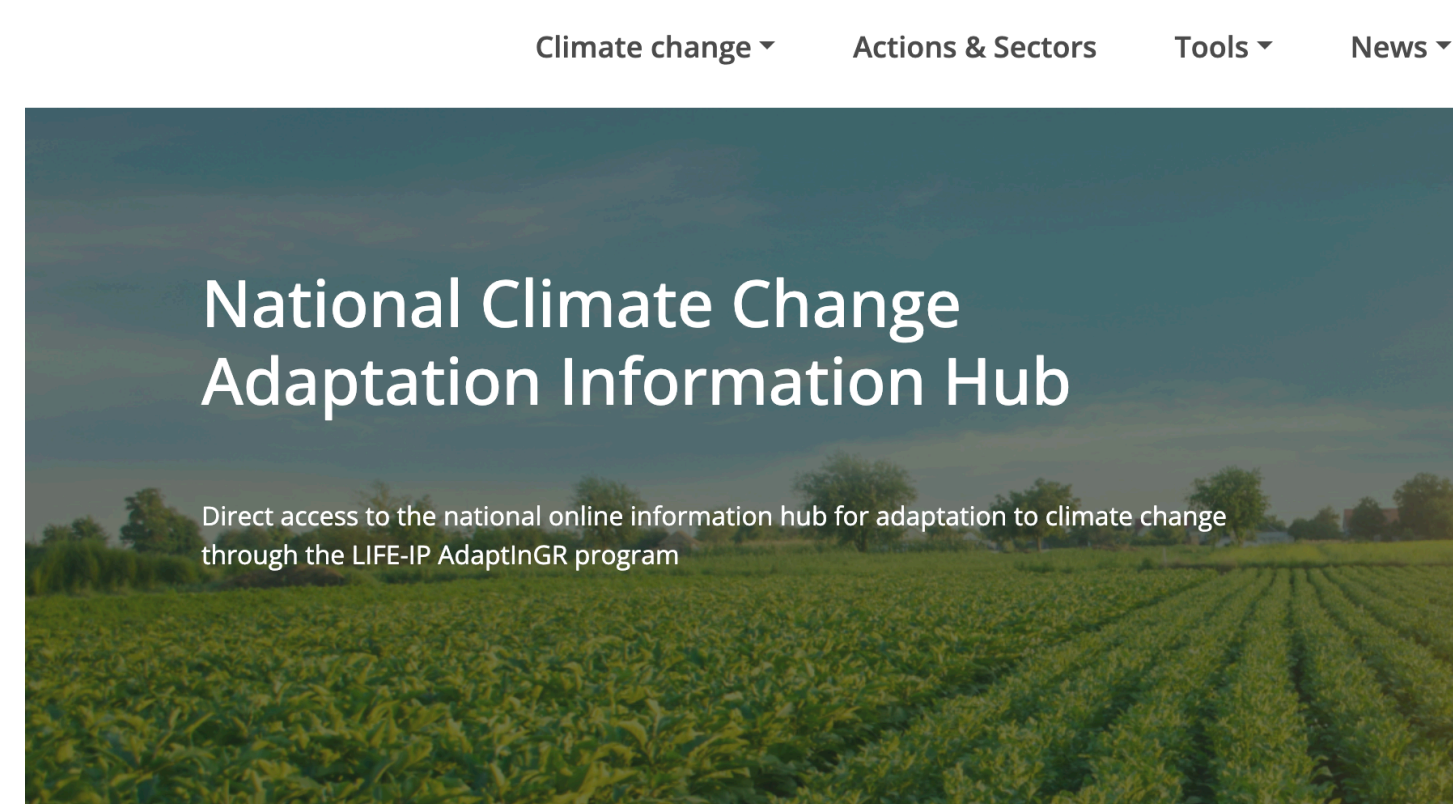 Climate change Actions & Sectors Tools News
National Climate Change
Adaptation Information Hub
Direct access to the national online information hub for adaptation to climate change
through the LIFE-IP AdaptInGR program